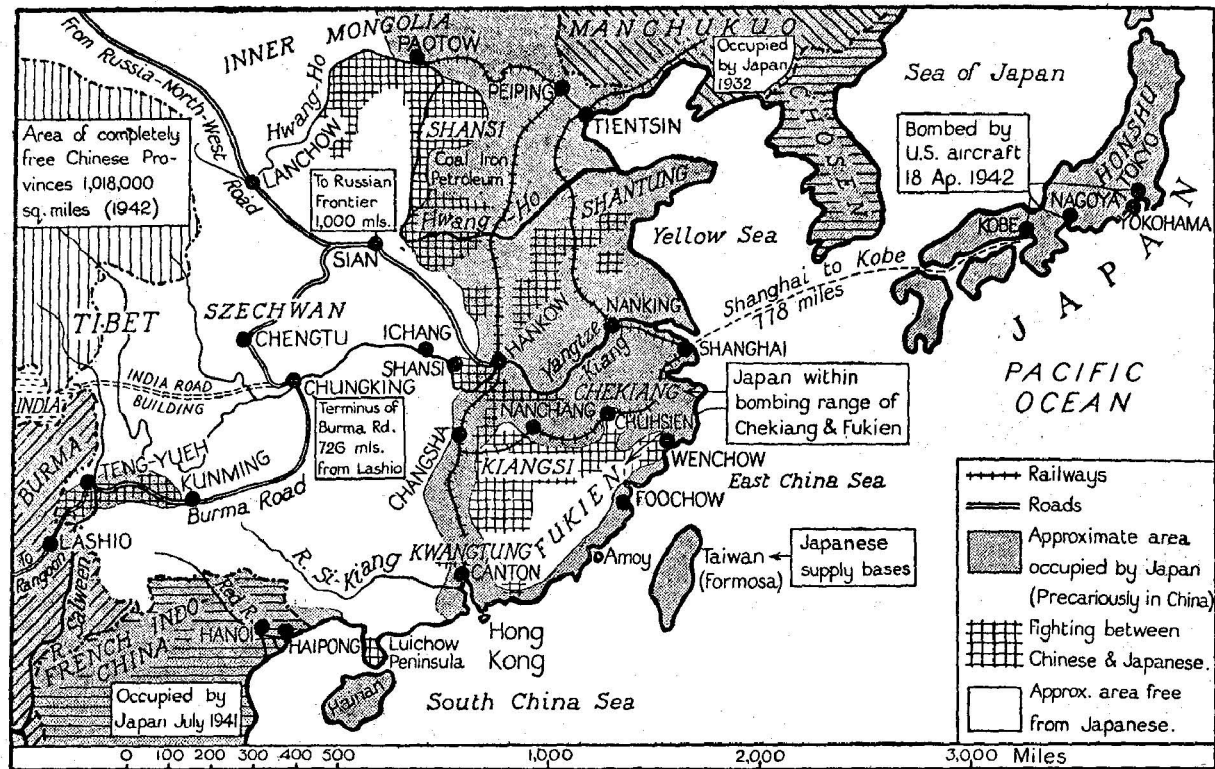 From Russia-North-West
Road
INNER MONGOLIA
MANCHUKUO
PAOTOW
PEIPING
Occupied
by Japan
1932
Sea of Japan
CHOSEN
HONSHU
TOKYO
Area of completely
free Chinese Pro-
vinces 1,018,000
sq. miles (1942)
Hwang-Ho
LANCHOW
SHANSI
Coal Iron
Petroleum
TIENTSIN
Bombed by
U.S. aircraft
18 Ap. 1942
NAGOYA
YOKOHAMA
KOBE
JAPAN
To Russian
Frontier
1,000 mls.
Hwang-Ho
SHANTUNG
Yellow Sea
SIAN
Shanghai to Kobe
778 miles
TIBET
SZECHWAN
CHENGTU
ICHANG
SHANSI
HANKOW
NANKING
Yangtze
Kiang
SHANGHAI
PACIFIC
OCEAN
INDIA
INDIA ROAD
BUILDING
CHUNGKING
Terminus of
Burma Rd.
726 mls.
from Lashio
CHEKIANG
NANCHANG
CHUHSIEN
Japan within
bombing range of
Chekiang & Fukien
CHANGSHA
KIANGSI
WENCHOW
East China Sea
BURMA
TENG-YUEH
KUNMING
Burma Road
LASHIO
To
Rangoon
R. Salween
FUKIEN
FOOCHOW
R. Si-Kiang
KWANGTUNG
CANTON
Amoy
Taiwan
(Formosa)
Japanese
supply bases
Red R.
FRENCH INDO
CHINA
HANOI
HAIPONG
Luichow
Peninsula
Hong
Kong
Hainan
South China Sea
Occupied by
Japan July 1941
Railways
Roads
Approximate area
occupied by Japan
(Precariously in China)
Fighting between
Chinese & Japanese.
Approx. area free
from Japanese.
0 100 200 300 400 500 1,000 2,000 3,000 Miles